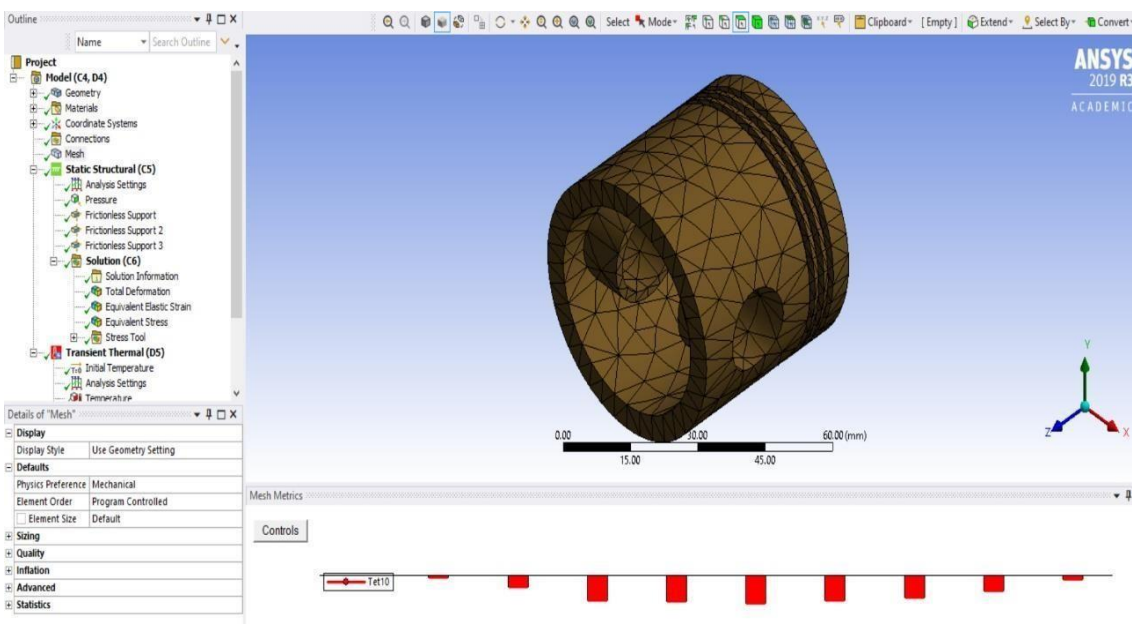 Outline
Name Search Outline
Project
Model (C4, D4)
Geometry
Materials
Coordinate Systems
Connections
Mesh
Static Structural (C5)
Analysis Settings
Pressure
Frictionless Support
Frictionless Support 2
Frictionless Support 3
Solution (C6)
Solution Information
Total Deformation
Equivalent Elastic Strain
Equivalent Stress
Stress Tool
Transient Thermal (D5)
Initial Temperature
Analysis Settings
Temperature
Details of "Mesh"
Display
Display Style Use Geometry Setting
Defaults
Physics Preference Mechanical
Element Order Program Controlled
Element Size Default
Sizing
Quality
Inflation
Advanced
Statistics
Select Mode Clipboard [Empty] Extend Select By Convert
ANSYS
2019 R3
ACADEMIC
Y
Z X
0.00 30.00 60.00 (mm)
15.00 45.00
Mesh Metrics
Controls
Tet10